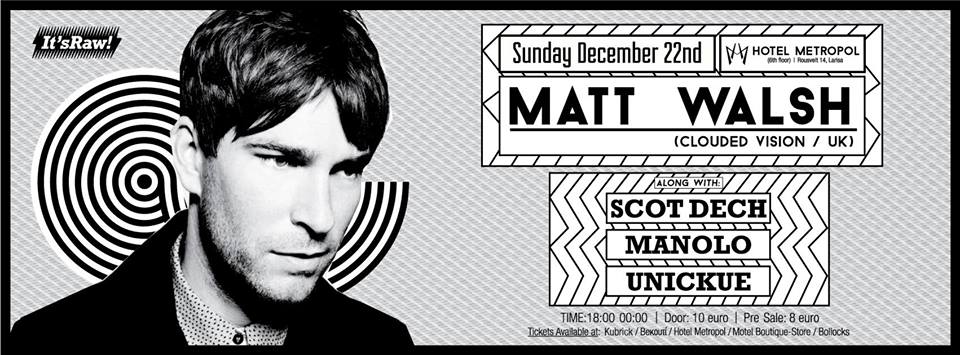 It'sRaw!
Sunday December 22nd
HOTEL METROPOL
(6th floor) | Rousvelt 14, Larisa
MATT WALSH
(CLOUDED VISION / UK)
ALONG WITH:
SCOT DECH
MANOLO
UNICKUE
TIME:18:00 00:00 | Door: 10 euro | Pre Sale: 8 euro
Tickets Available at: Kubrick / Βεκουτί / Hotel Metropol / Motel Boutique-Store / Bollocks